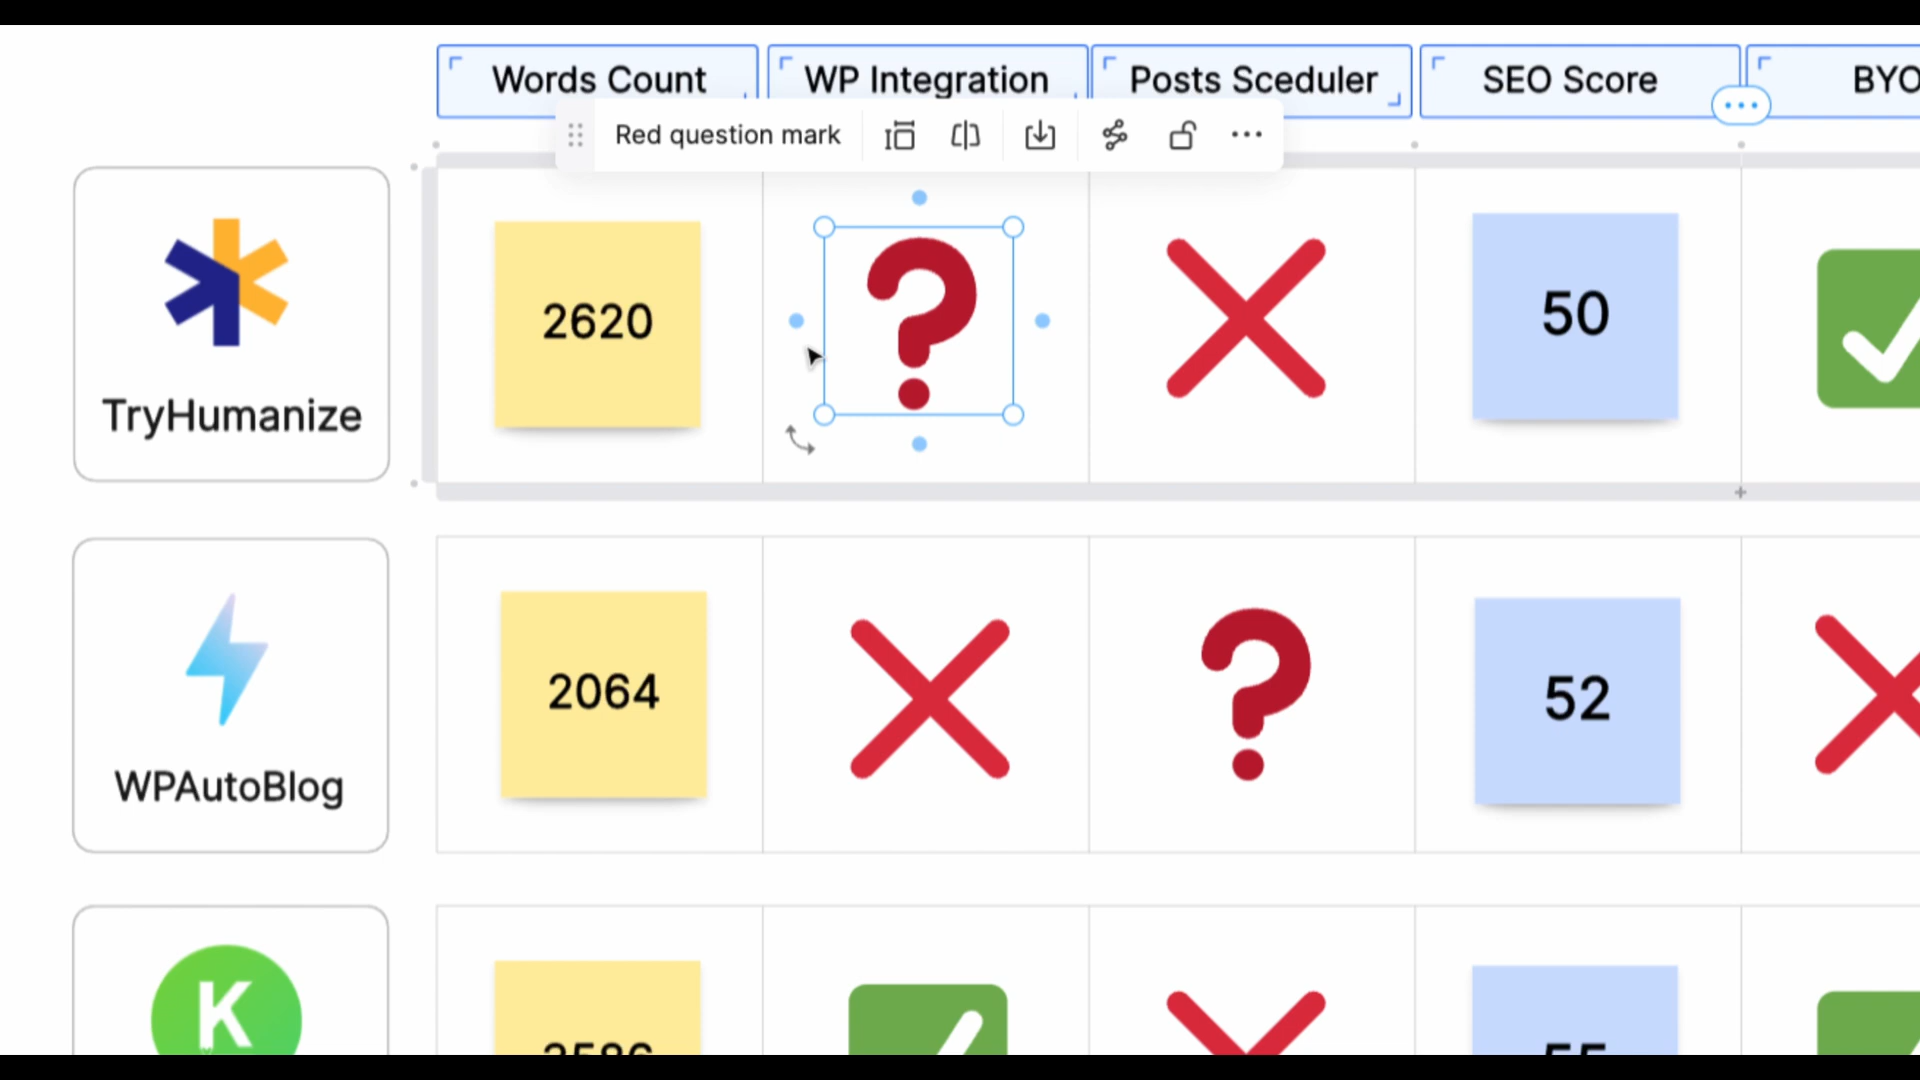 Words Count
WP Integration
Posts Sceduler
SEO Score
BYO
Red question mark
TryHumanize
2620
50
WPAutoBlog
2064
52
K